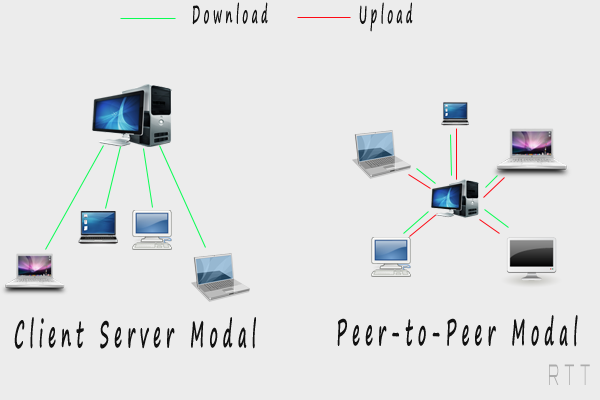 Download Upload
Client Server Modal
Peer-to-Peer Modal
RTT